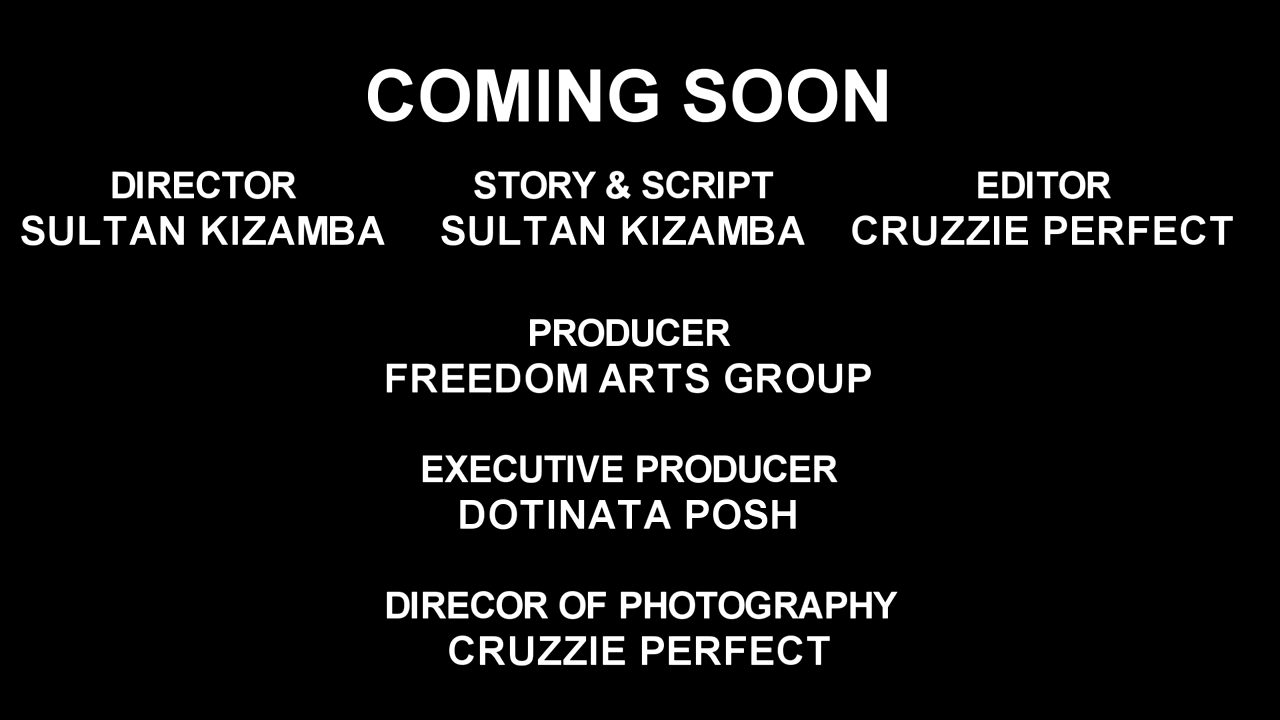 COMING SOON
DIRECTOR STORY & SCRIPT EDITOR
SULTAN KIZAMBA SULTAN KIZAMBA CRUZZIE PERFECT
PRODUCER
FREEDOM ARTS GROUP
EXECUTIVE PRODUCER
DOTINATA POSH
DIRECOR OF PHOTOGRAPHY
CRUZZIE PERFECT